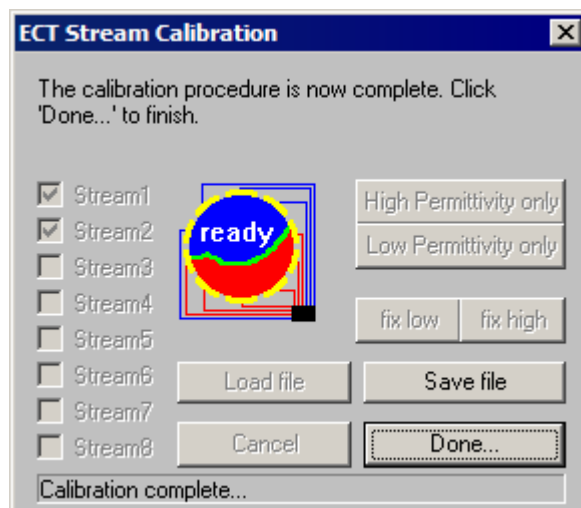 ECT Stream Calibration
The calibration procedure is now complete. Click
'Done...' to finish.
Stream1
Stream2
Stream3
Stream4
Stream5
Stream6
Stream7
Stream8
ready
High Permittivity only
Low Permittivity only
fix low
fix high
Load file
Save file
Cancel
Done...
Calibration complete...